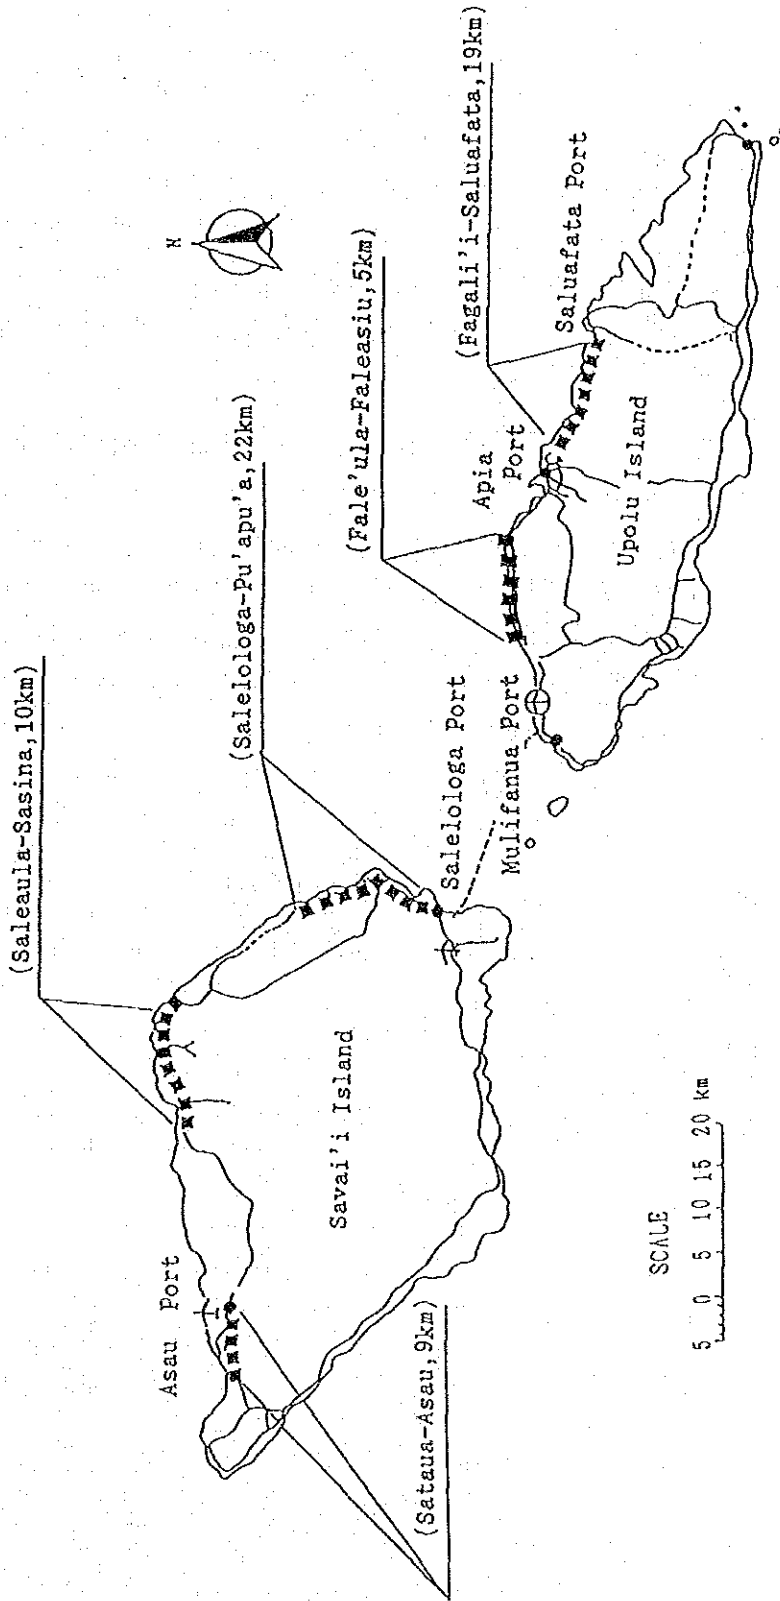 (Saleaula-Sasina,10km)
(Salelologa-Pu'apu'a,22km)
(Fale'ula-Faleasiu,5km)
(Fagali'i-Saluafata,19km)
N
Asau Port
Savai'i Island
Salelologa Port
Mulifanua Port
Apia
Port
Saluafata Port
Upolu Island
(Sataua-Asau,9km)
SCALE
5 0 5 10 15 20 km